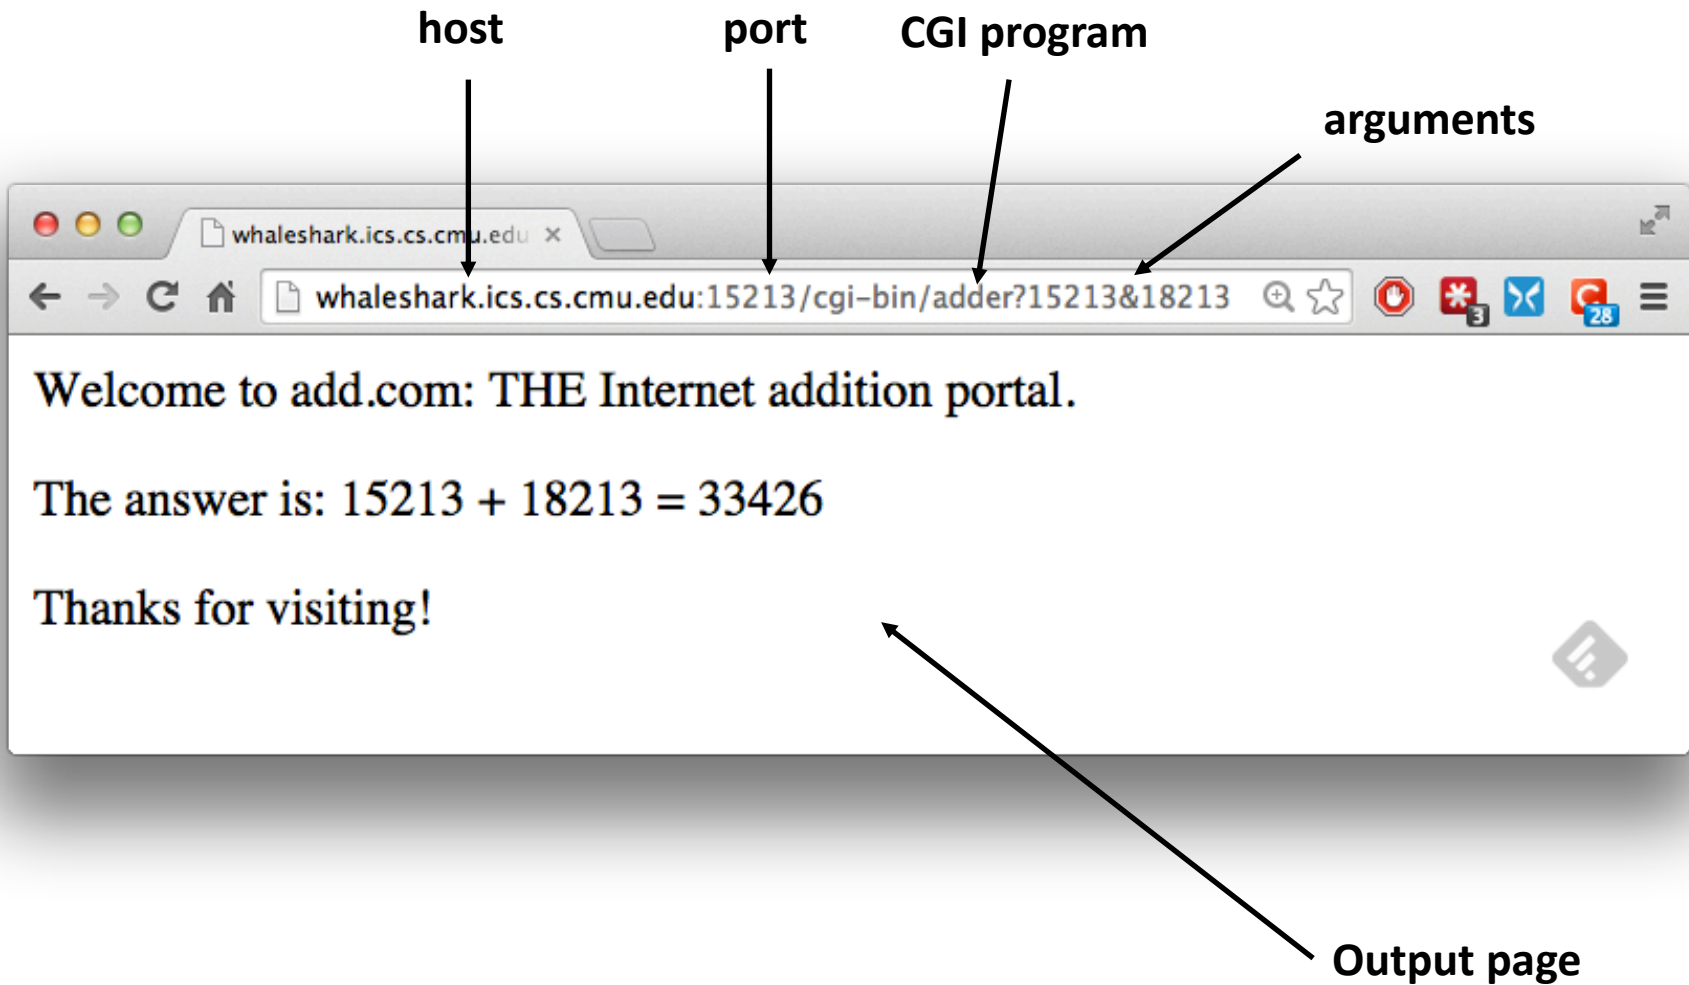 host port CGI program
arguments
whaleshark.ics.cs.cmu.edu
whaleshark.ics.cs.cmu.edu:15213/cgi-bin/adder?15213&18213
3
28
Welcome to add.com: THE Internet addition portal.
The answer is: 15213 + 18213 = 33426
Thanks for visiting!
Output page